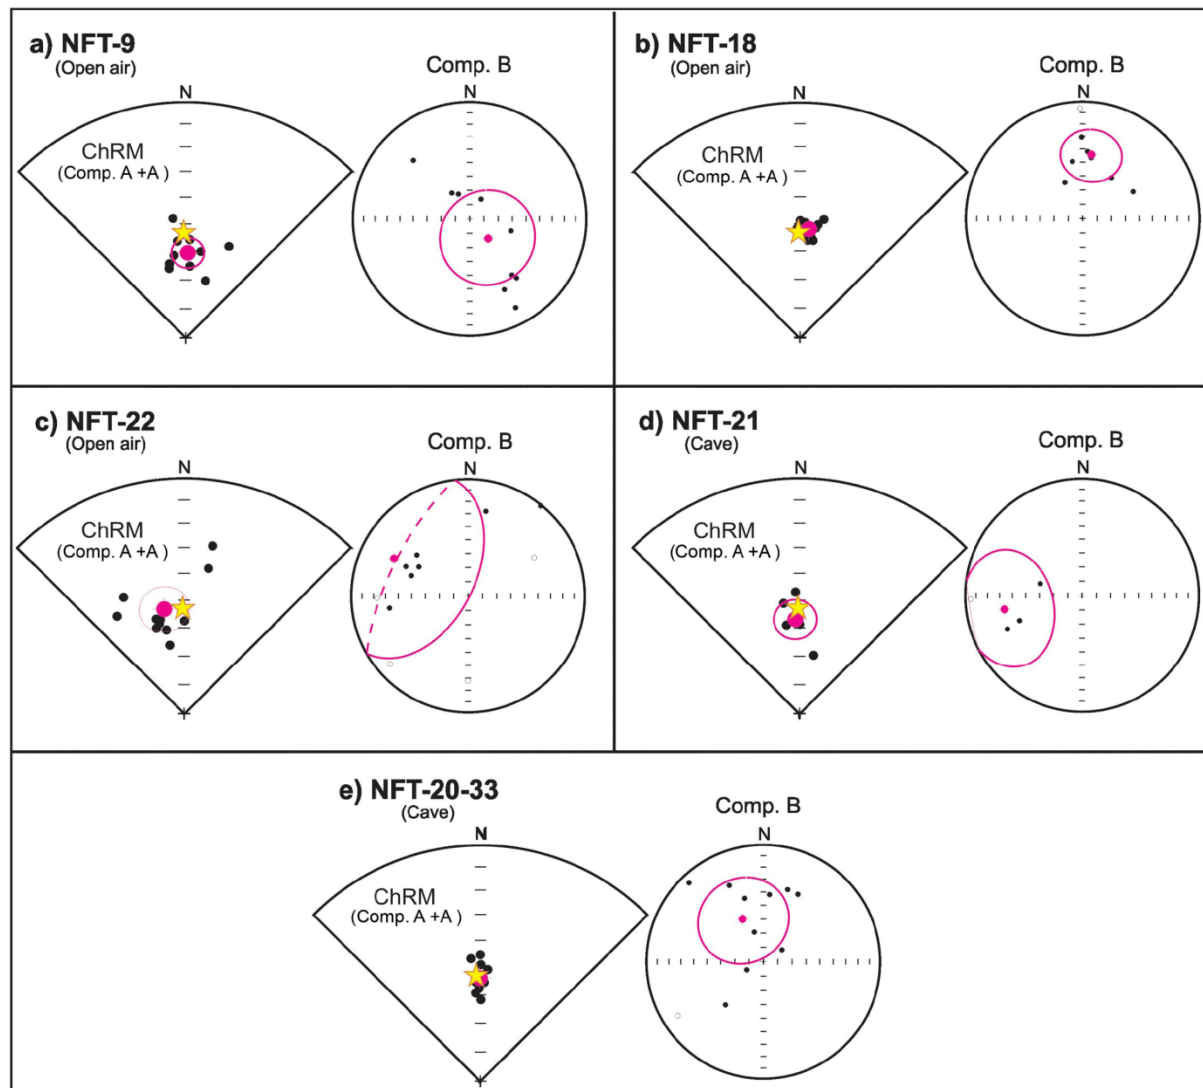 a) NFT-9
(Open air)
N
ChRM
(Comp. A +A )
Comp. B
N
b) NFT-18
(Open air)
N
ChRM
(Comp. A +A )
Comp. B
N
c) NFT-22
(Open air)
N
ChRM
(Comp. A +A )
Comp. B
N
d) NFT-21
(Cave)
N
ChRM
(Comp. A +A )
Comp. B
N
e) NFT-20-33
(Cave)
N
ChRM
(Comp. A +A )
Comp. B
N